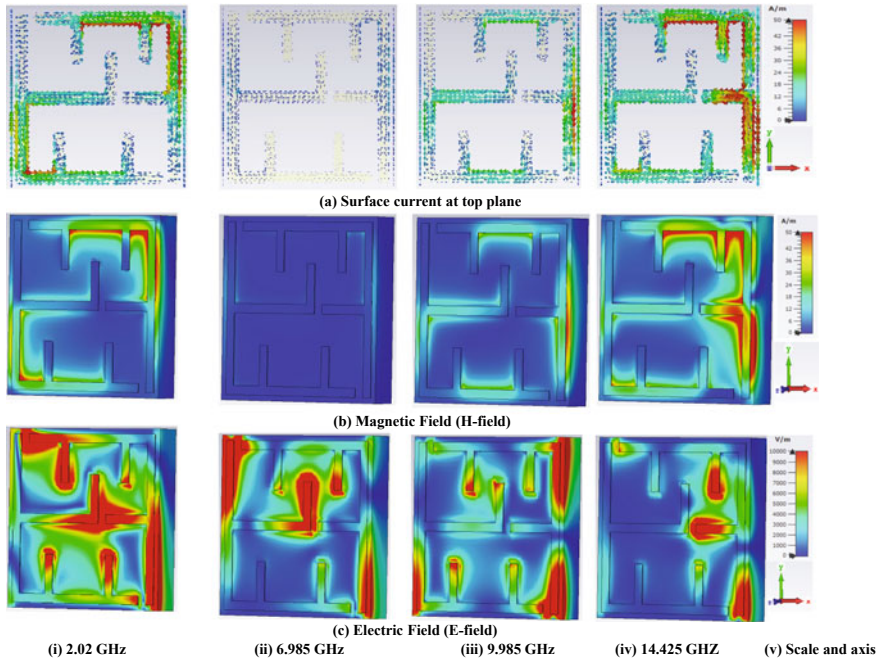 A/m
50
48
36
30
24
18
12
6
0
y
x
(a) Surface current at top plane
A/m
50
48
36
30
24
18
12
6
0
y
x
(b) Magnetic Field (H-field)
V/m
10000
9000
8000
7000
6000
5000
4000
3000
2000
1000
0
y
x
(c) Electric Field (E-field)
(i) 2.02 GHz (ii) 6.985 GHz (iii) 9.985 GHz (iv) 14.425 GHZ (v) Scale and axis